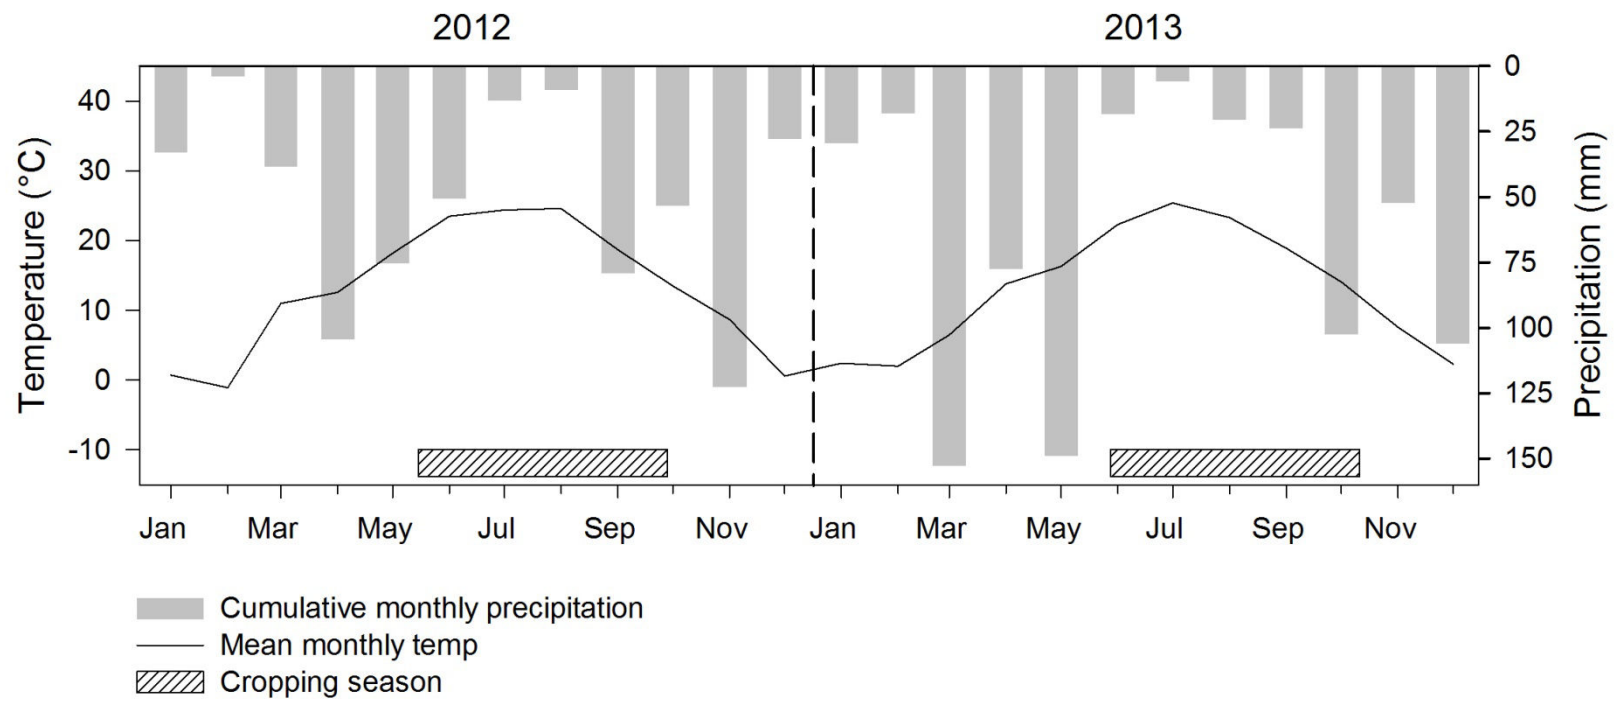 2012 2013
Temperature (°C)
40
30
20
10
0
-10
0
25
50
75
100
125
150
Precipitation (mm)
Jan Mar May Jul Sep Nov Jan Mar May Jul Sep Nov
Cumulative monthly precipitation
Mean monthly temp
Cropping season